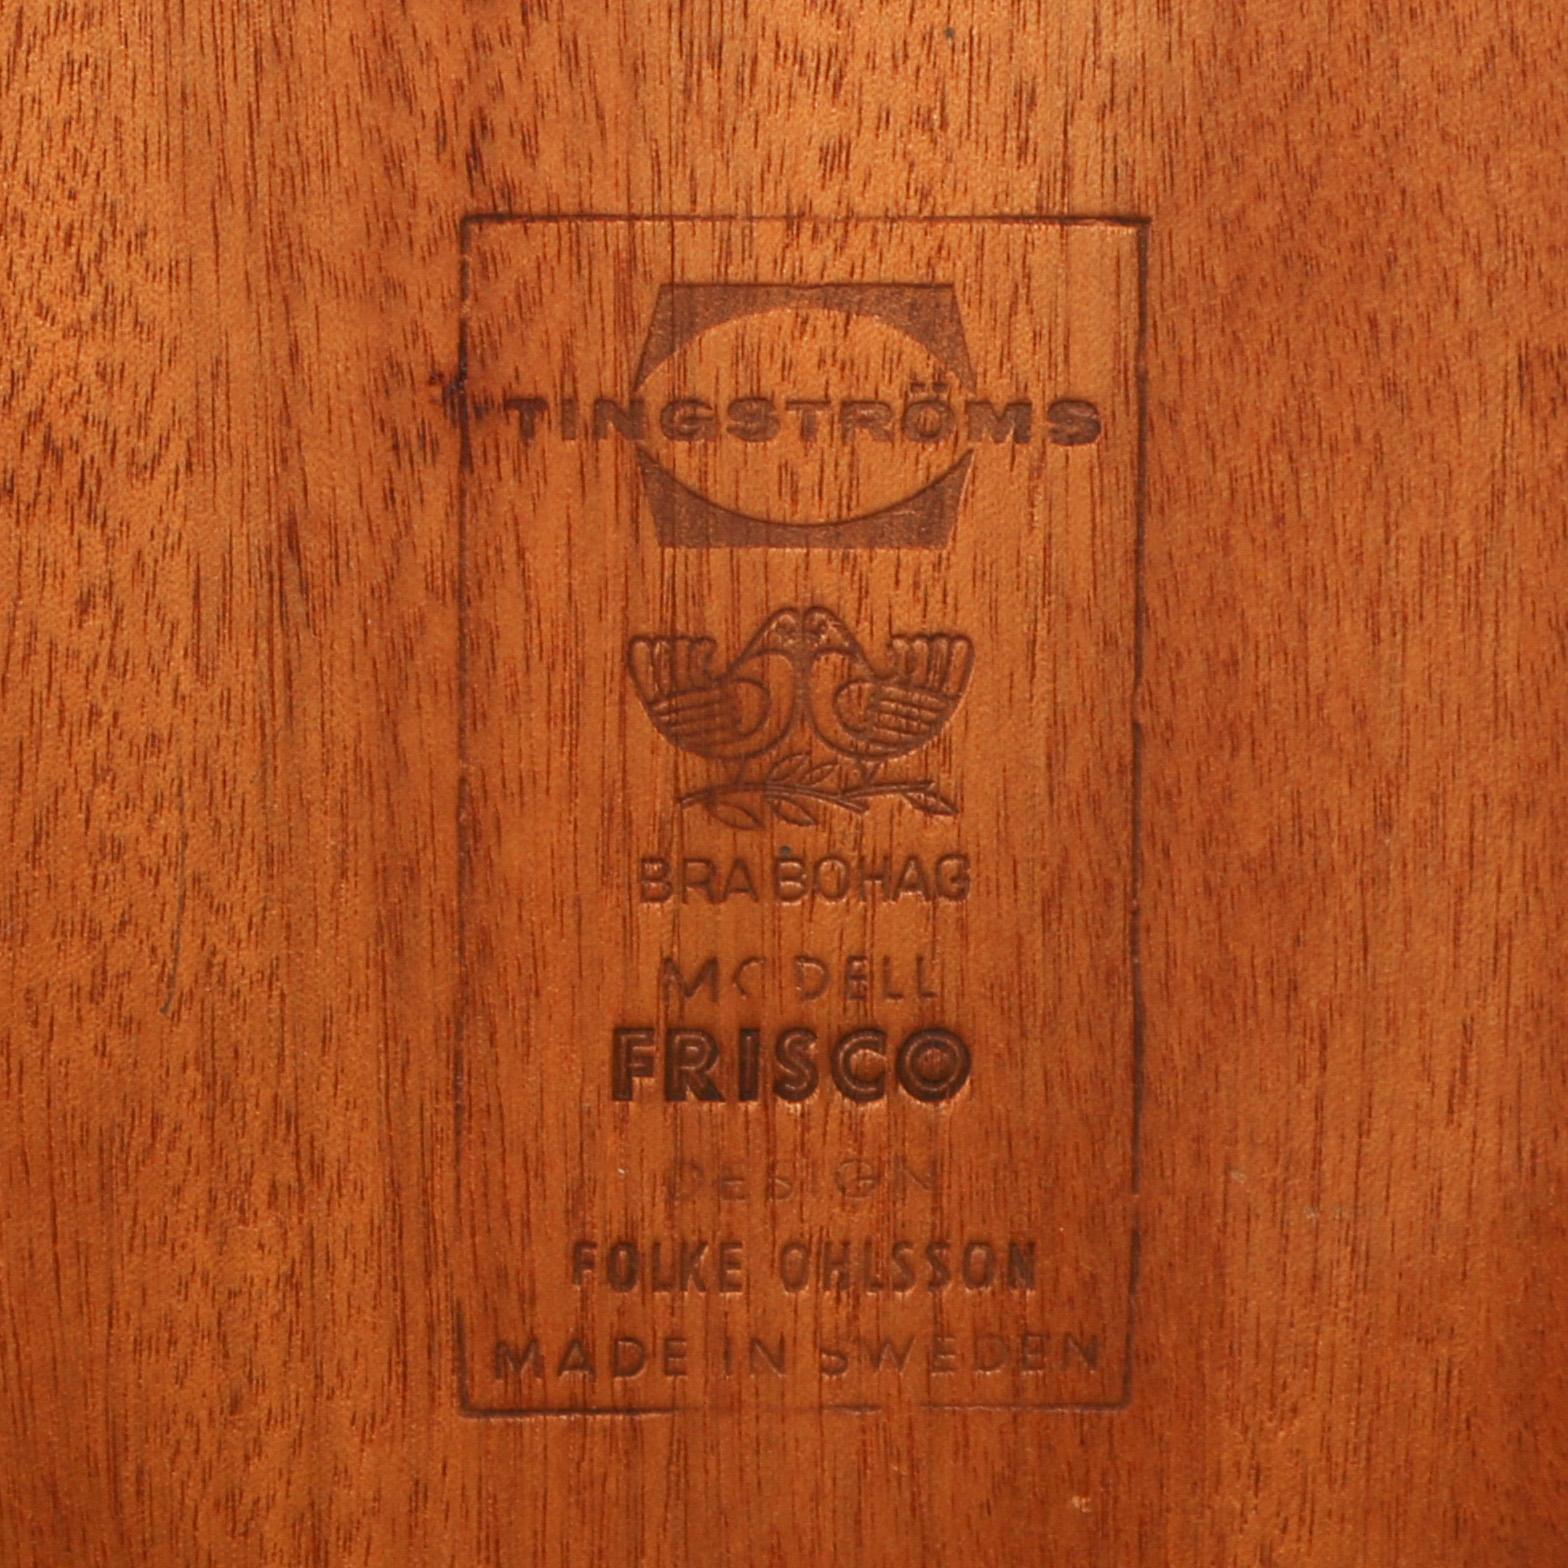 TINGSTRÖMS
BRA BOHAG
MODELL
FRISCO
DESIGN
FOLKE OHLSSON
MADE IN SWEDEN